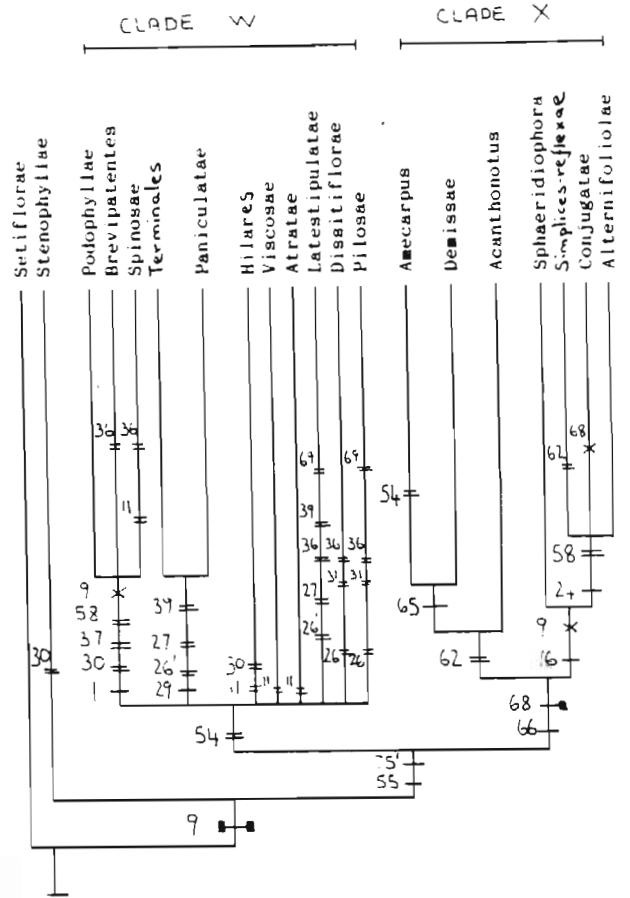 CLADE W
CLADE X
Setiflorae
Stenophyllae
Podophyllae
Brevipatentes
Spinosae
Terminales
Paniculatae
Hilares
Viscosae
Atratae
Latestipulatae
Dissitiflorae
Pilosae
Amecarpus
Demissae
Acanthonotus
Sphaeridiophora
Simplices-reflexae
Conjugatae
Alternifoliolae
36 36
68
62
69
54
11
39
36 36 36
31 31
58
9
58
39
27
65
2+
37
27
26'
9
30
30
26'
30
26 26
62
16
1
29
11 11
68
54
66
55
9